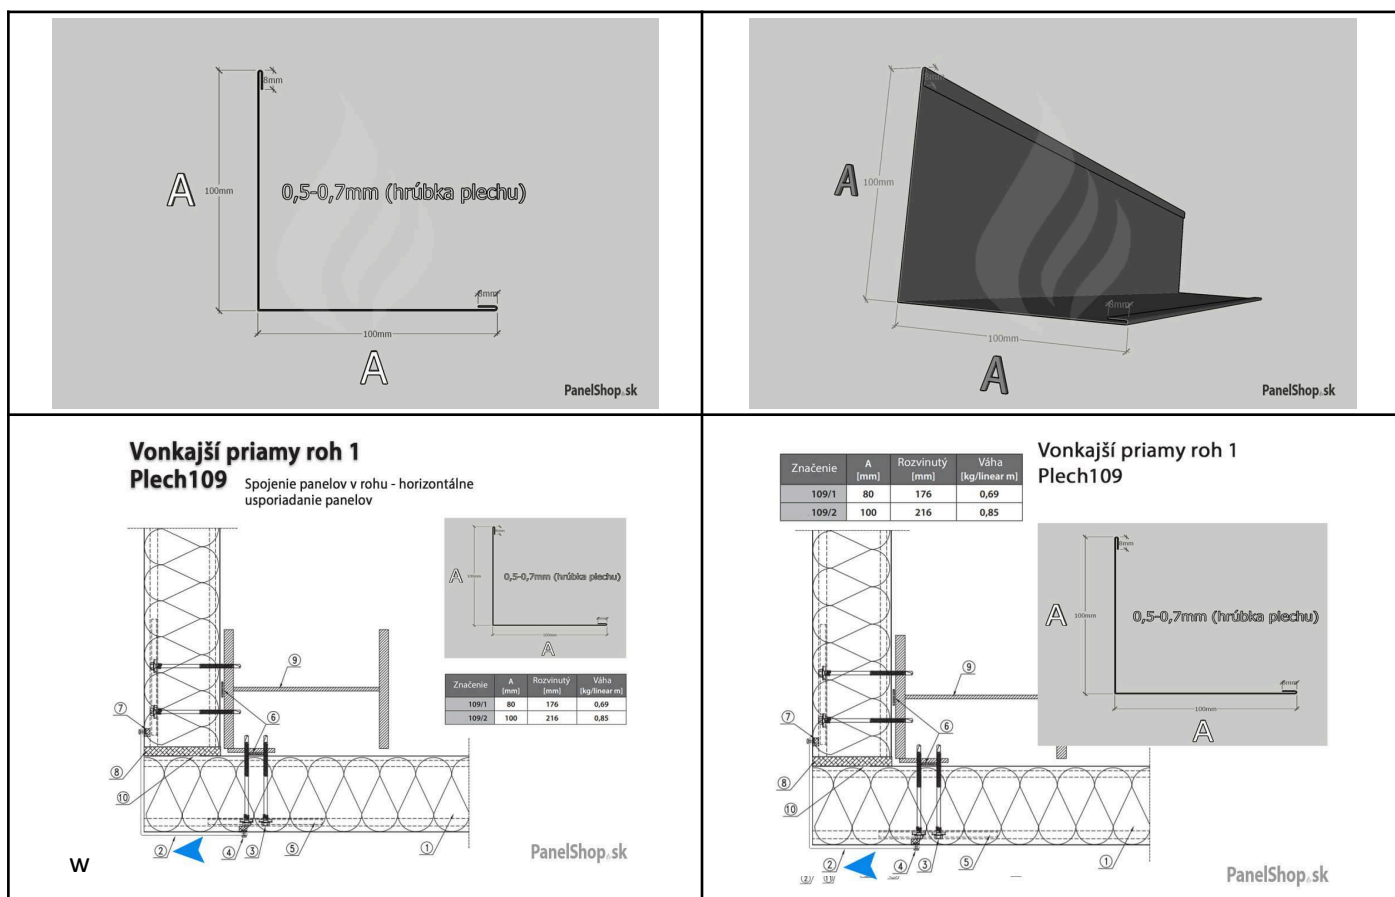 8mm
A
100mm
0,5-0,7mm (hrúbka plechu)
8mm
100mm
A
PanelShop.sk
8mm
A
100mm
8mm
100mm
A
PanelShop.sk
Vonkajší priamy roh 1
Plech109
Spojenie panelov v rohu - horizontálne
usporiadanie panelov
A
100mm
0,5-0,7mm (hrúbka plechu)
100mm
A
Značenie A [mm] Rozvinutý [mm] Váha [kg/linear m]
109/1 80 176 0,69
109/2 100 216 0,85
9
7
6
8
10
2
4
3
5
1
W
PanelShop.sk
Vonkajší priamy roh 1
Plech109
Značenie A [mm] Rozvinutý [mm] Váha [kg/linear m]
109/1 80 176 0,69
109/2 100 216 0,85
8mm
A
100mm
0,5-0,7mm (hrúbka plechu)
8mm
100mm
A
9
7
6
8
10
2
4
3
5
1
PanelShop.sk